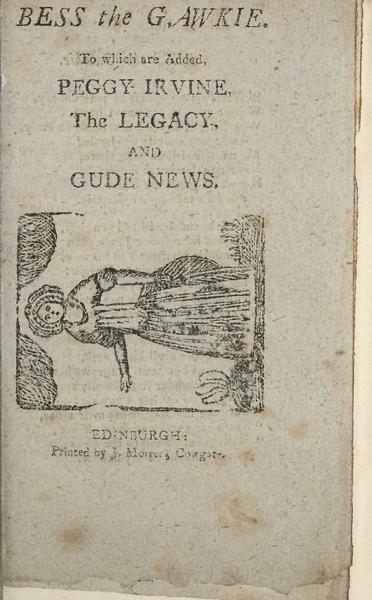 BESS the GAWKIE.
To which are Added,
PEGGY IRVINE,
The LEGACY,
AND
GUDE NEWS.
EDINBURGH:
Printed by J. Morren, Cowgate.